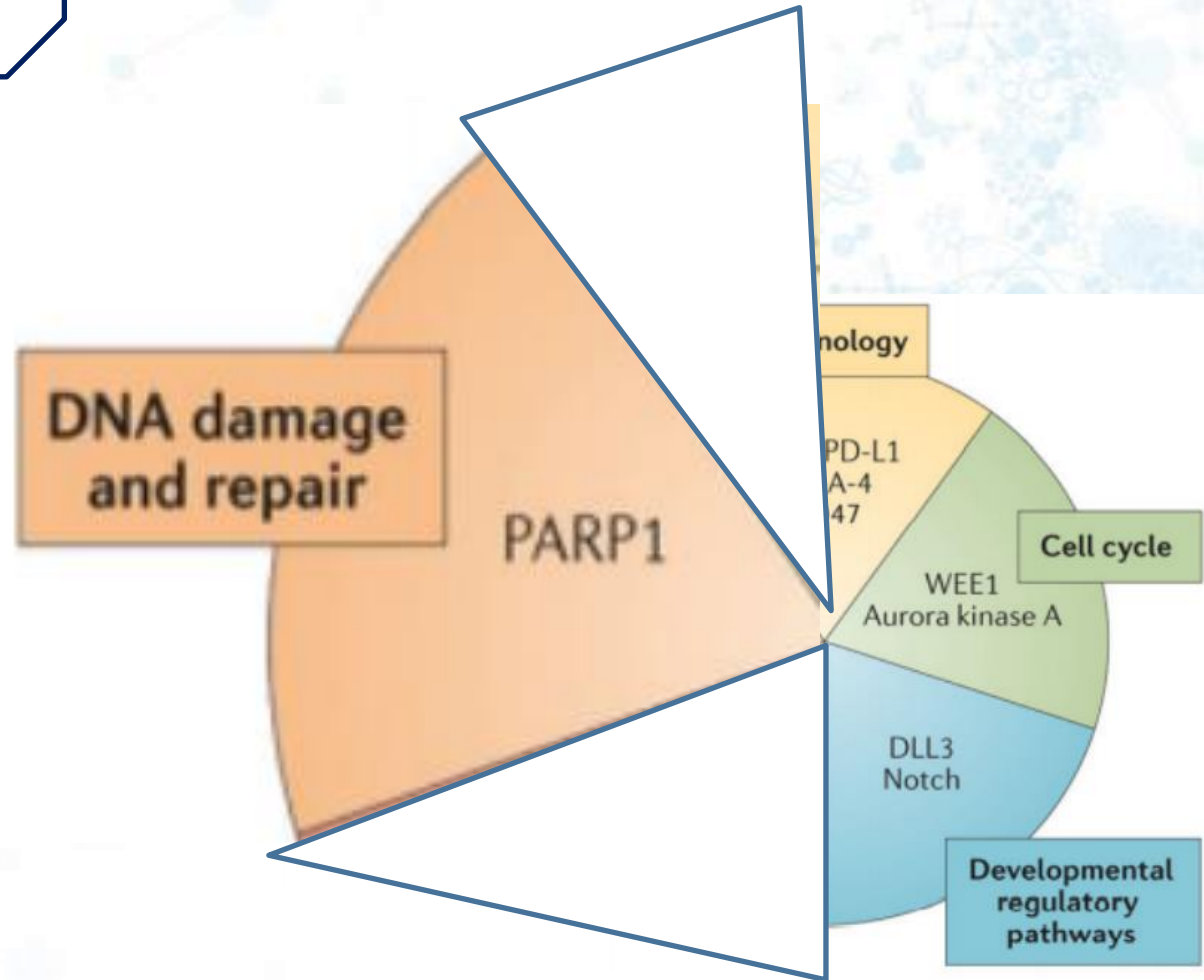 DNA damage
and repair
PARP1
nology
PD-L1
A-4
47
Cell cycle
WEE1
Aurora kinase A
DLL3
Notch
Developmental
regulatory
pathways